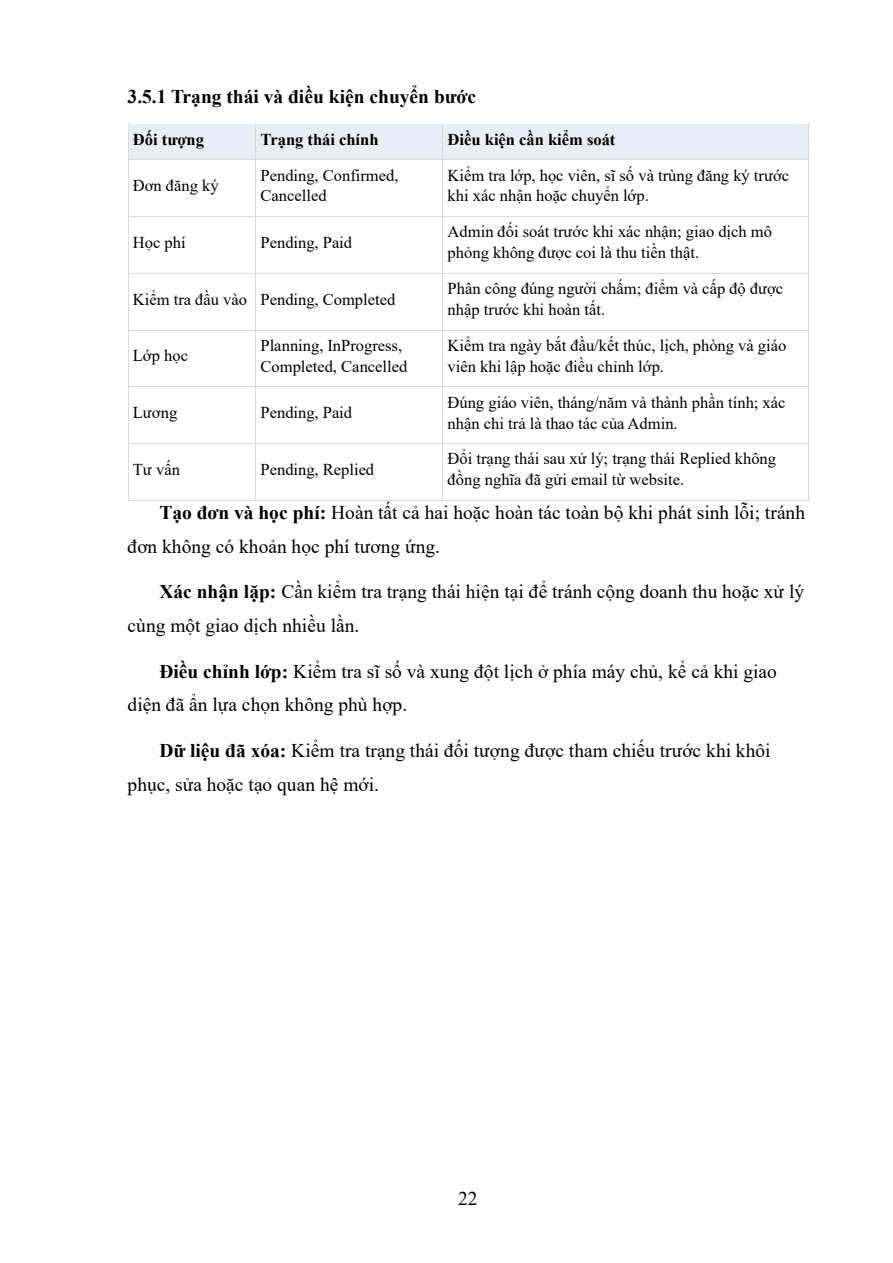 3.5.1 Trạng thái và điều kiện chuyển bước
Đối tượng Trạng thái chính Điều kiện cần kiểm soát
Đơn đăng ký
Pending, Confirmed,
Cancelled
Kiểm tra lớp, học viên, sĩ số và trùng đăng ký trước
khi xác nhận hoặc chuyển lớp.
Học phí
Pending, Paid
Admin đối soát trước khi xác nhận; giao dịch mô
phỏng không được coi là thu tiền thật.
Kiểm tra đầu vào
Pending, Completed
Phân công đúng người chấm; điểm và cấp độ được
nhập trước khi hoàn tất.
Lớp học
Planning, InProgress,
Completed, Cancelled
Kiểm tra ngày bắt đầu/kết thúc, lịch, phòng và giáo
viên khi lập hoặc điều chỉnh lớp.
Lương
Pending, Paid
Đúng giáo viên, tháng/năm và thành phần tính; xác
nhận chi trả là thao tác của Admin.
Tư vấn
Pending, Replied
Đổi trạng thái sau xử lý; trạng thái Replied không
đồng nghĩa đã gửi email từ website.
Tạo đơn và học phí: Hoàn tất cả hai hoặc hoàn tác toàn bộ khi phát sinh lỗi; tránh
đơn không có khoản học phí tương ứng.
Xác nhận lặp: Cần kiểm tra trạng thái hiện tại để tránh cộng doanh thu hoặc xử lý
cùng một giao dịch nhiều lần.
Điều chỉnh lớp: Kiểm tra sĩ số và xung đột lịch ở phía máy chủ, kể cả khi giao
diện đã ẩn lựa chọn không phù hợp.
Dữ liệu đã xóa: Kiểm tra trạng thái đối tượng được tham chiếu trước khi khôi
phục, sửa hoặc tạo quan hệ mới.
22